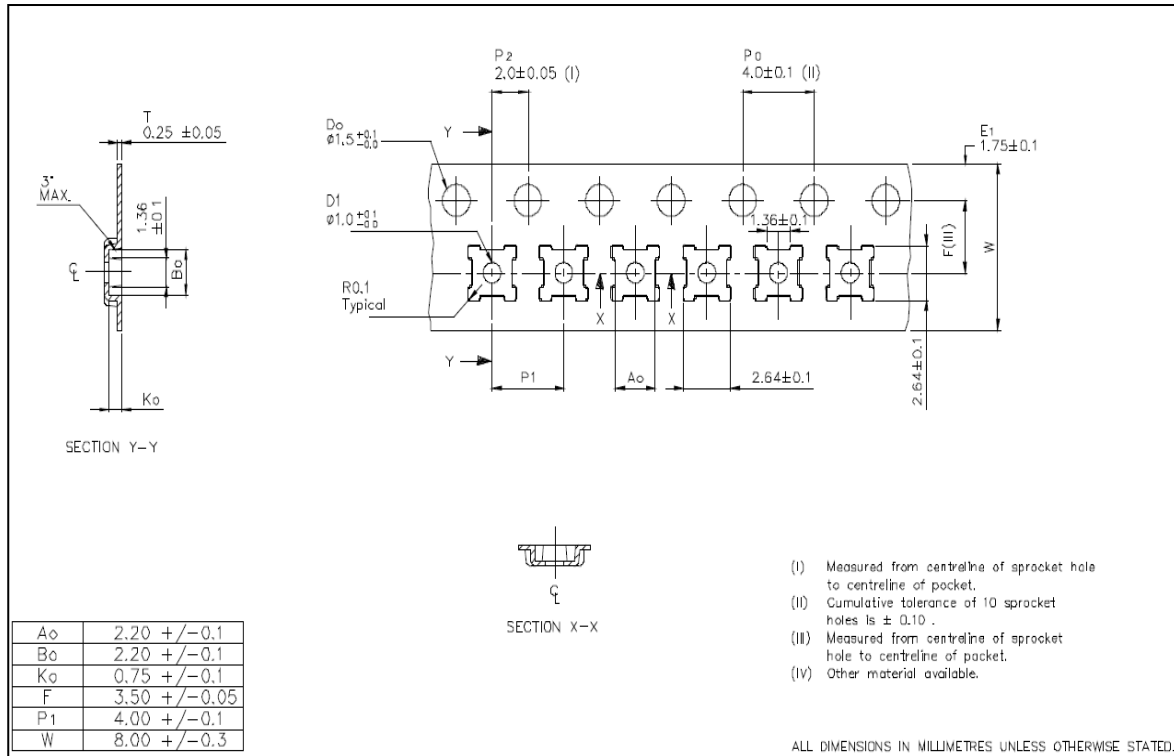 P2
2.0±0.05 (I)
P0
4.0±0.1 (II)
T
0.25 ±0.05
Do
ø1.5 +0.1 -0.0
Y
E1
1.75±0.1
3° MAX.
1.36 ±0.1
D1
ø1.0 +0.1 -0.0
1.36±0.1
F(III)
W
℄
Bo
R0.1
Typical
X
X
Y
P1
Ao
2.64±0.1
2.64±0.1
Ko
SECTION Y-Y
℄
SECTION X-X
(I) Measured from centreline of sprocket hole
to centreline of pocket.
(II) Cumulative tolerance of 10 sprocket
holes is ± 0.10 .
(III) Measured from centreline of sprocket
hole to centreline of pocket.
(IV) Other material available.
Ao 2.20 +/-0.1
Bo 2.20 +/-0.1
Ko 0.75 +/-0.1
F 3.50 +/-0.05
P1 4.00 +/-0.1
W 8.00 +/-0.3
ALL DIMENSIONS IN MILLIMETRES UNLESS OTHERWISE STATED.